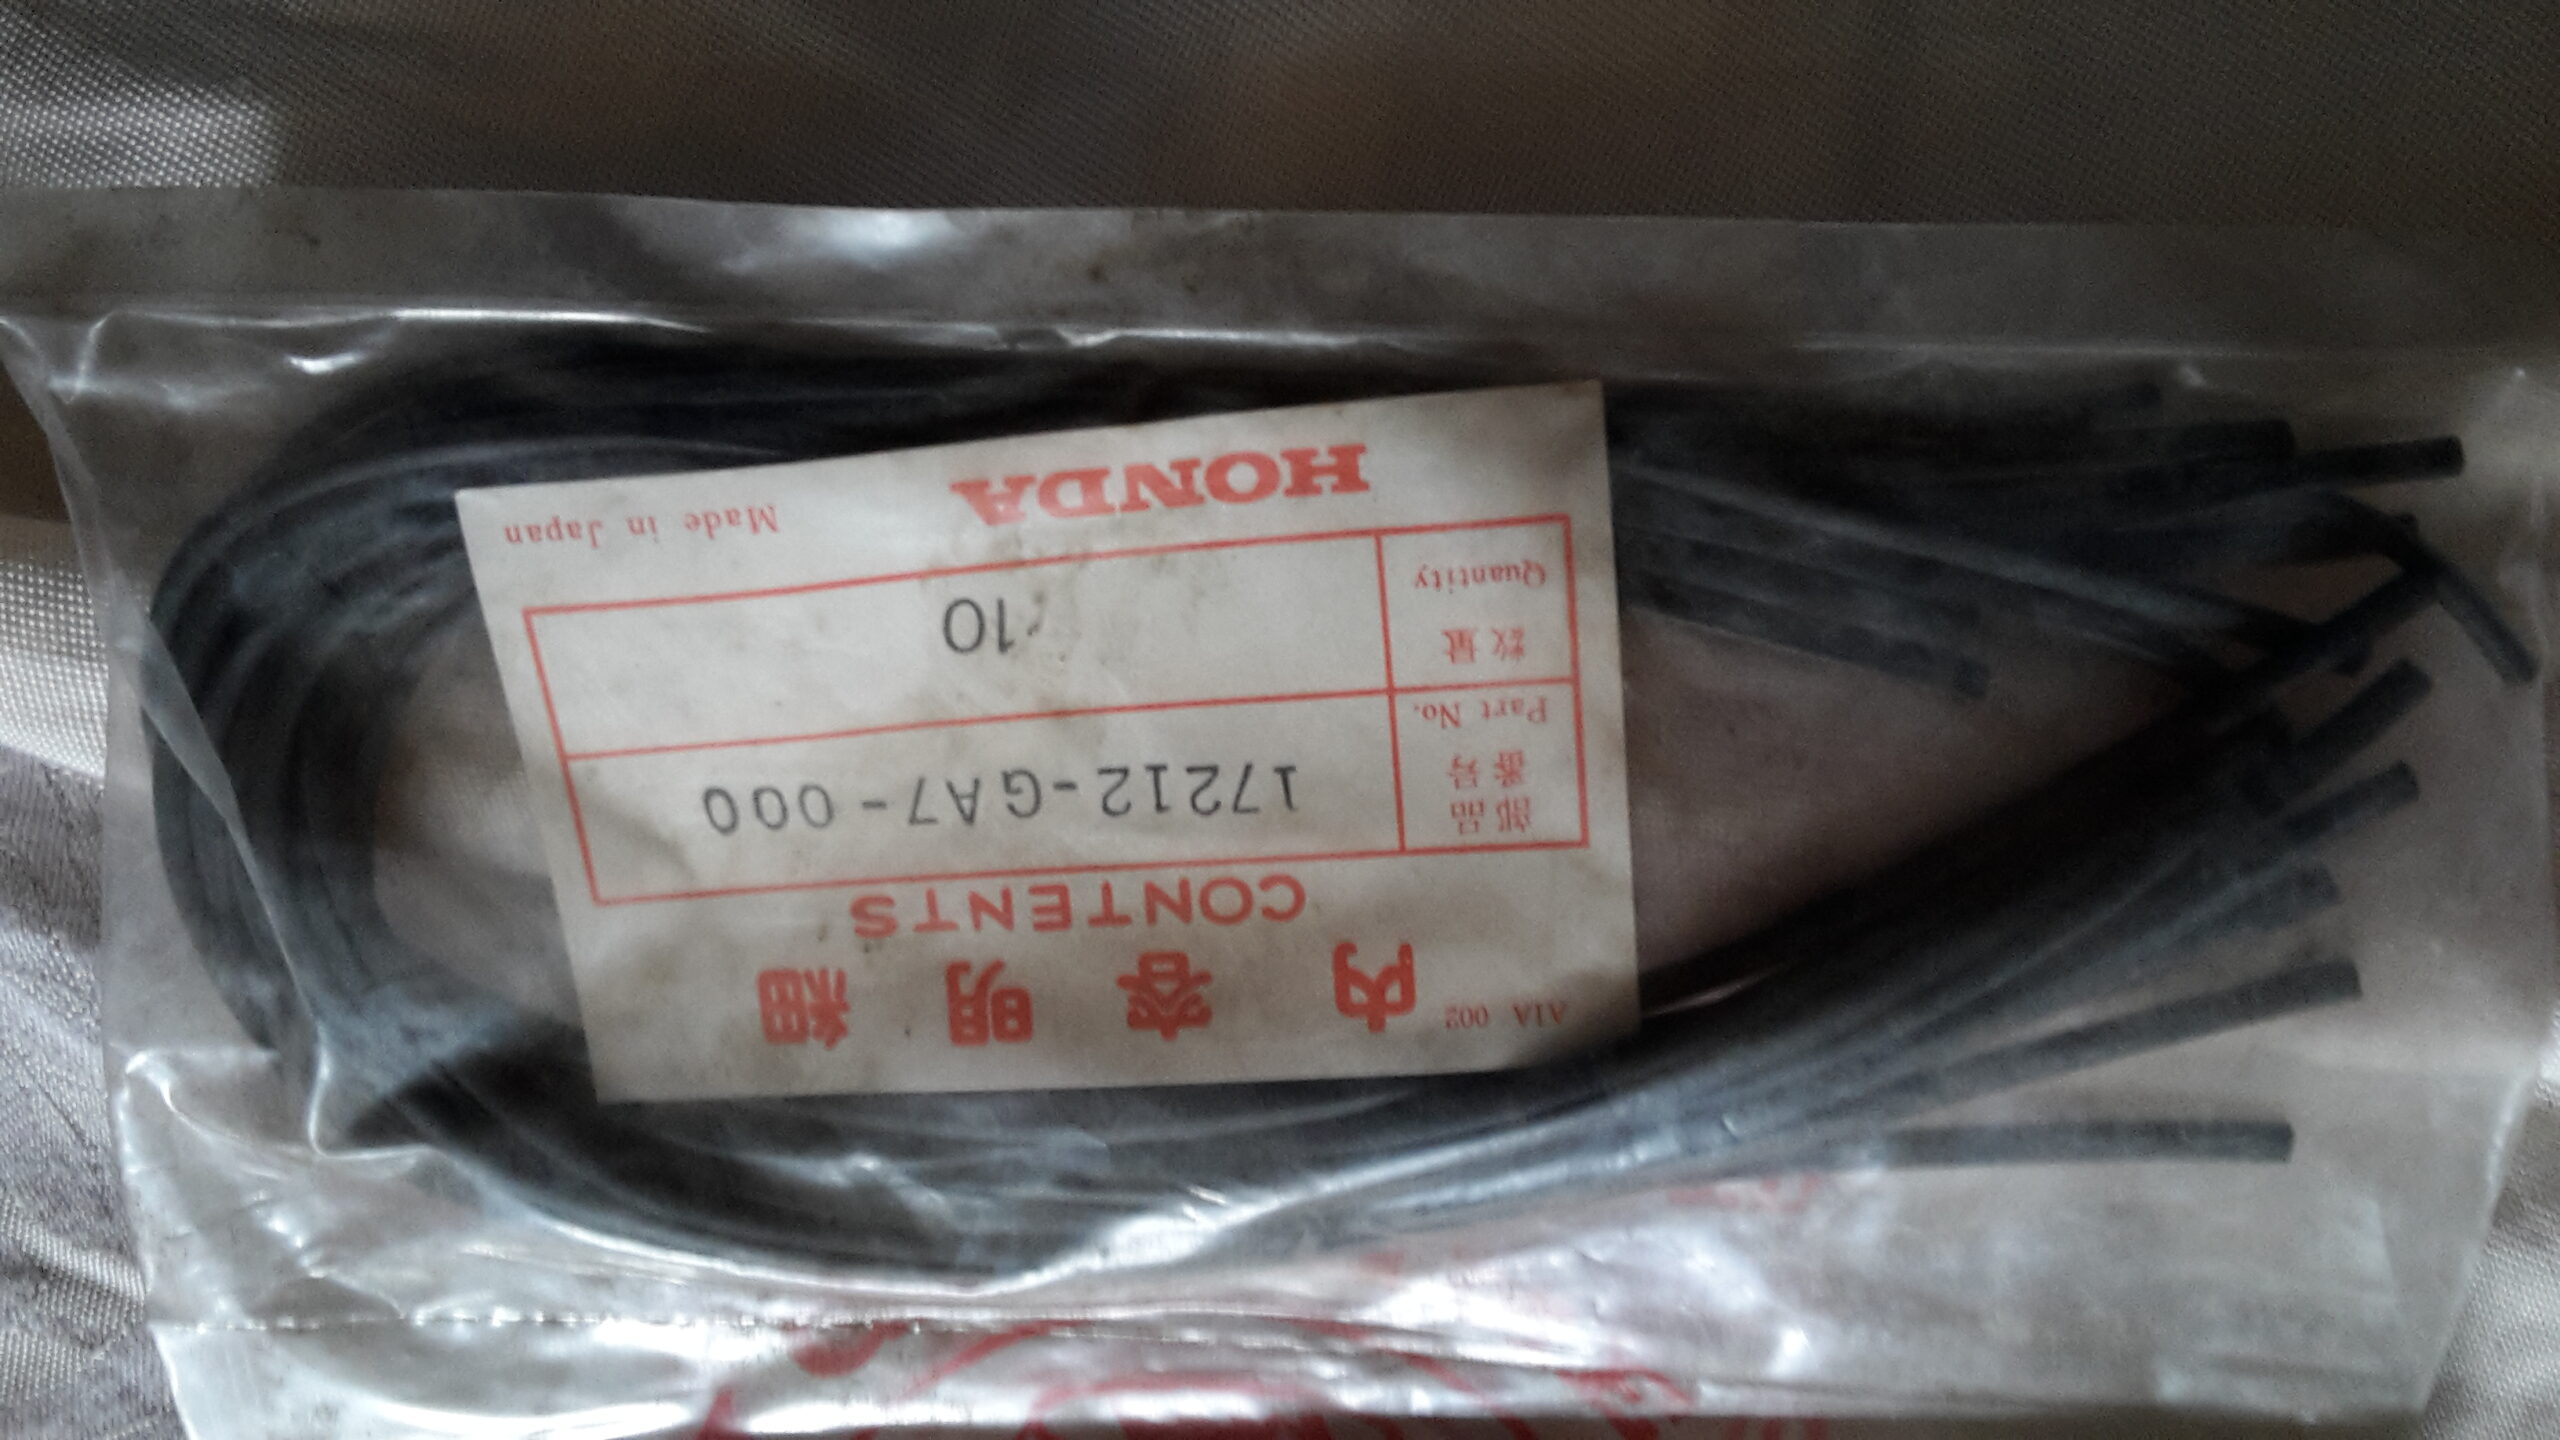 A1A 002
内容明細
CONTENTS
部品
番号
Part No.
17212-GA7-000
数量
Quantity
10
HONDA
Made in Japan